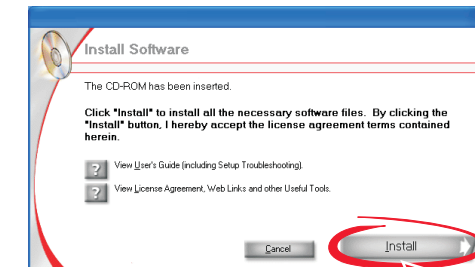 Install Software
The CD-ROM has been inserted.
Click "Install" to install all the necessary software files. By clicking the
"Install" button, I hereby accept the license agreement terms contained
herein.
? View User's Guide (including Setup Troubleshooting).
? View License Agreement, Web Links and other Useful Tools.
Cancel Install